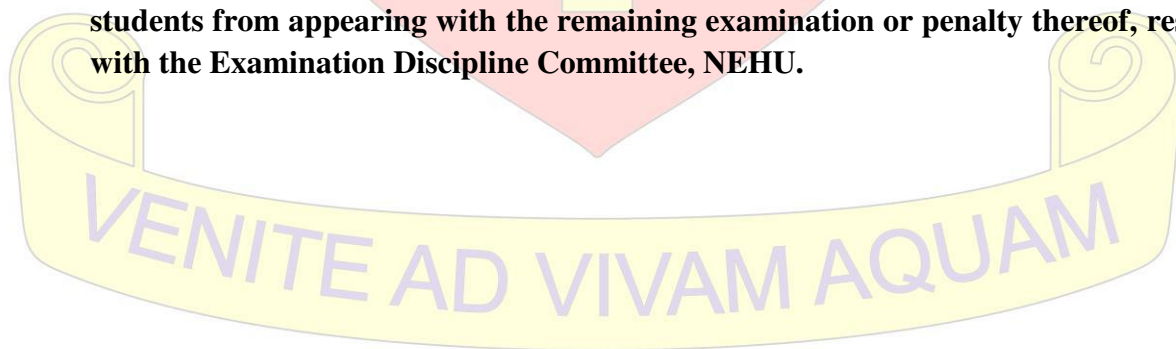 students from appearing with the remaining examination or penalty thereof,
with the Examination Discipline Committee, NEHU.
VENITE AD VIVAM AQUAM